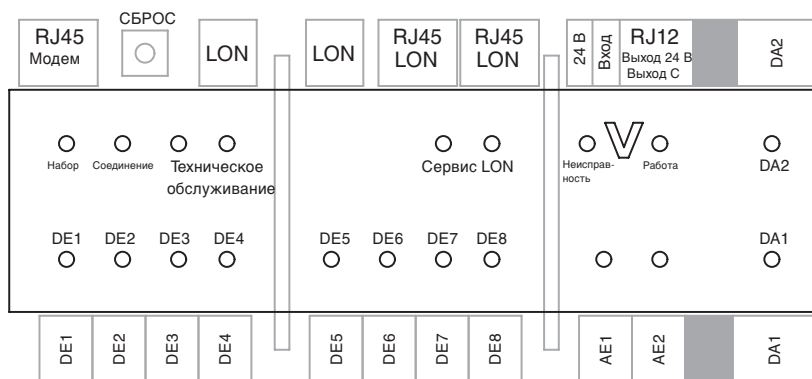 СБРОС
RJ45
Модем
LON
LON
RJ45
LON
RJ45
LON
24 В
Вход
RJ12
Выход 24 В
Выход С
DA2
Набор
Соединение
Техническое
обслуживание
Сервис LON
Неисправ-
ность
V
Работа
DA2
DE1
DE2
DE3
DE4
DE5
DE6
DE7
DE8
DA1
DE1
DE2
DE3
DE4
DE5
DE6
DE7
DE8
AE1
AE2
DA1